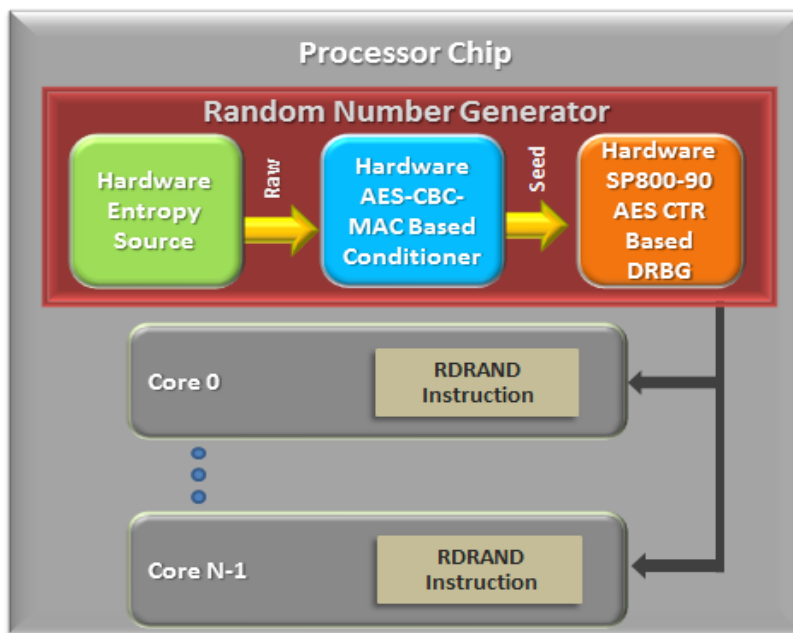 Processor Chip
Random Number Generator
Hardware
Entropy
Source
Raw
Hardware
AES-CBC-
MAC Based
Conditioner
Seed
Hardware
SP800-90
AES CTR
Based
DRBG
Core 0
RDRAND
Instruction
Core N-1
RDRAND
Instruction